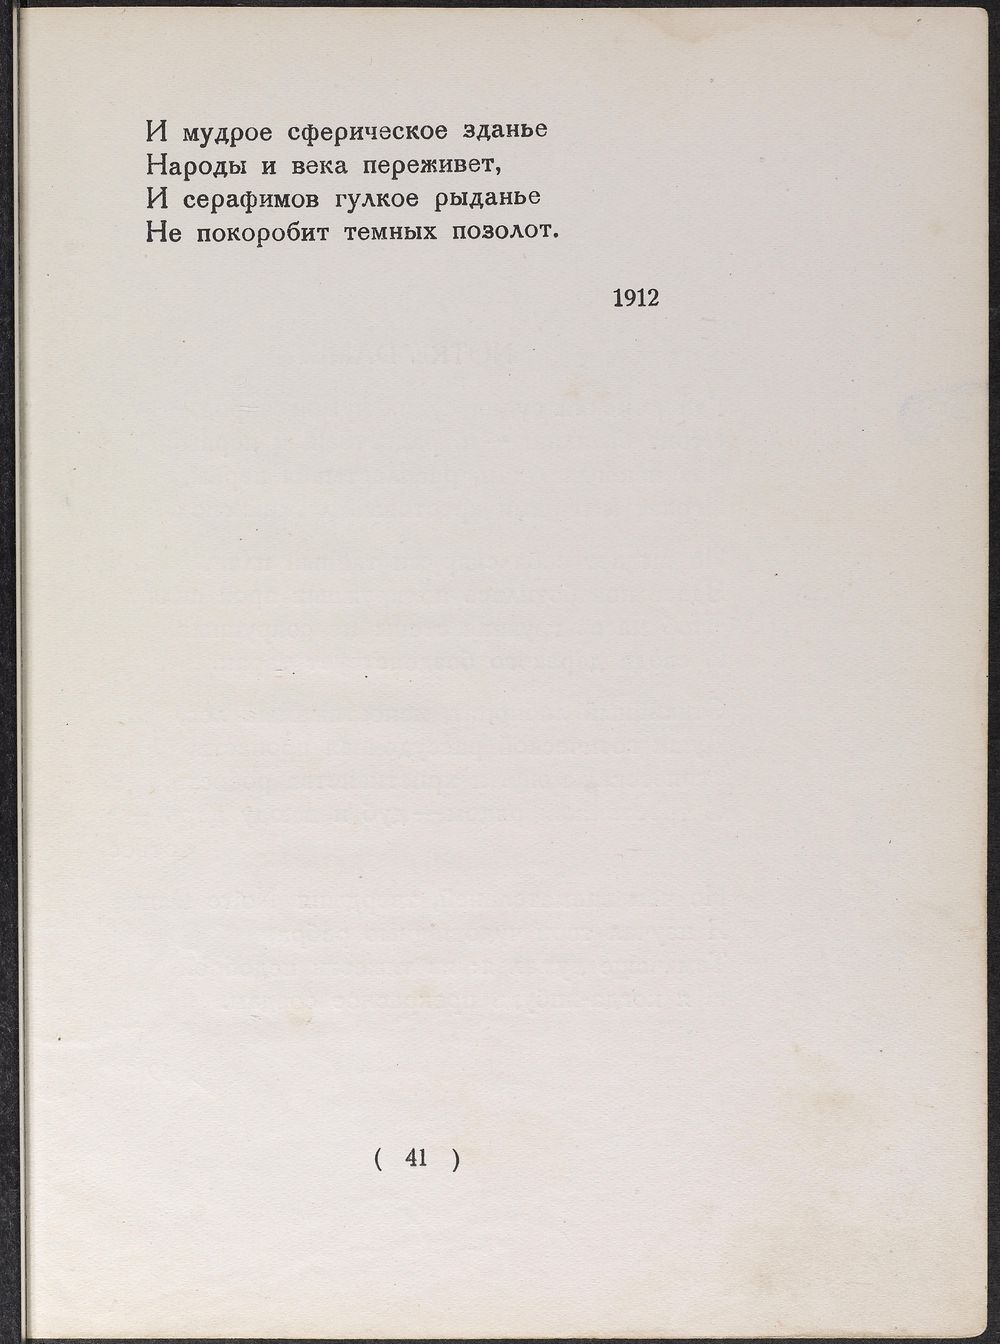 И мудрое сферическое зданье
Народы и века переживет,
И серафимов гулкое рыданье
Не покоробит темных позолот.
1912
( 41 )